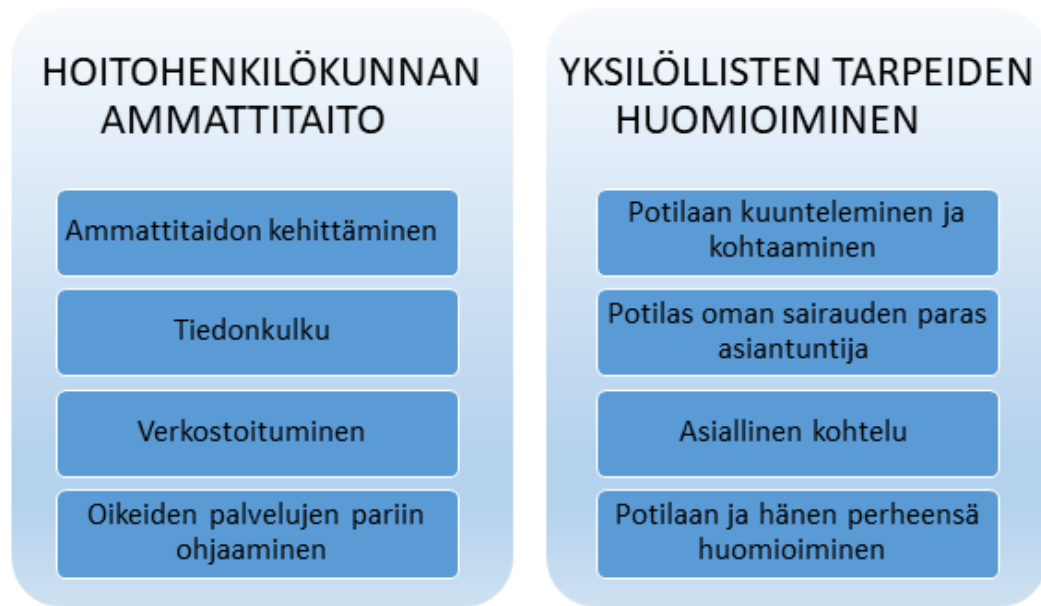 HOITOHENKILÖKUNNAN
AMMATTITAITO
Ammattitaidon kehittäminen
Tiedonkulku
Verkostoituminen
Oikeiden palvelujen pariin
ohjaaminen
YKSILÖLLISTEN TARPEIDEN
HUOMIOIMINEN
Potilaan kuunteleminen ja
kohtaaminen
Potilas oman sairauden paras
asiantuntija
Asiallinen kohtelu
Potilaan ja hänen perheensä
huomioiminen